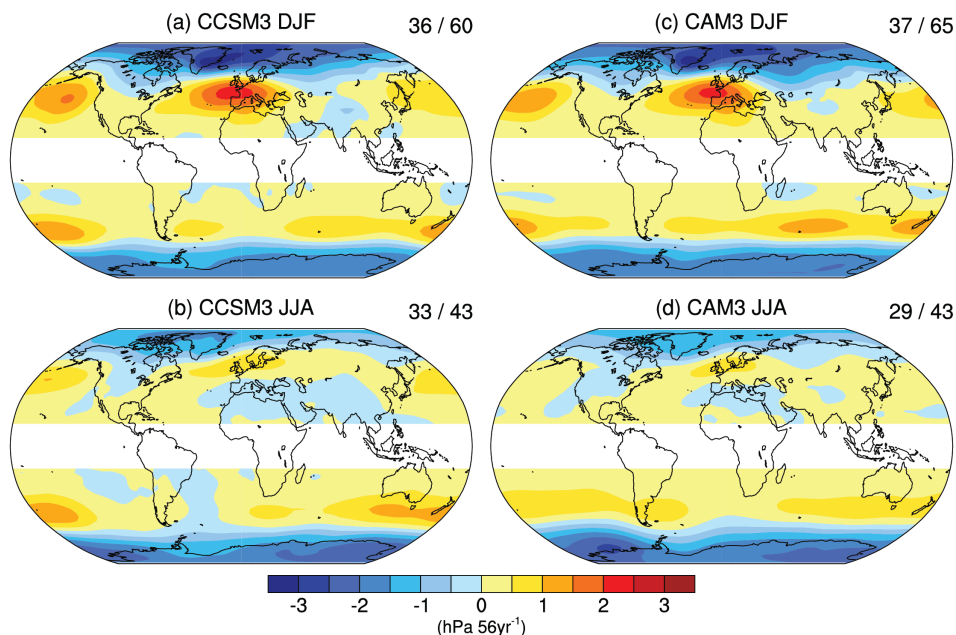 (a) CCSM3 DJF 36 / 60
(c) CAM3 DJF 37 / 65
(b) CCSM3 JJA 33 / 43
(d) CAM3 JJA 29 / 43
-3 -2 -1 0 1 2 3
(hPa 56yr⁻¹)